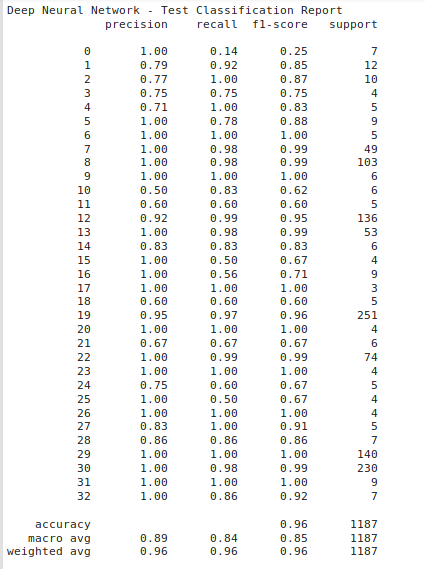 Deep Neural Network - Test Classification Report
precision recall f1-score support
0 1.00 0.14 0.25 7
1 0.79 0.92 0.85 12
2 0.77 1.00 0.87 10
3 0.75 0.75 0.75 4
4 0.71 1.00 0.83 5
5 1.00 0.78 0.88 9
6 1.00 1.00 1.00 5
7 1.00 0.98 0.99 49
8 1.00 0.98 0.99 103
9 1.00 1.00 1.00 6
10 0.50 0.83 0.62 6
11 0.60 0.60 0.60 5
12 0.92 0.99 0.95 136
13 1.00 0.98 0.99 53
14 0.83 0.83 0.83 6
15 1.00 0.50 0.67 4
16 1.00 0.56 0.71 9
17 1.00 1.00 1.00 3
18 0.60 0.60 0.60 5
19 0.95 0.97 0.96 251
20 1.00 1.00 1.00 4
21 0.67 0.67 0.67 6
22 1.00 0.99 0.99 74
23 1.00 1.00 1.00 4
24 0.75 0.60 0.67 5
25 1.00 0.50 0.67 4
26 1.00 1.00 1.00 4
27 0.83 1.00 0.91 5
28 0.86 0.86 0.86 7
29 1.00 1.00 1.00 140
30 1.00 0.98 0.99 230
31 1.00 1.00 1.00 9
32 1.00 0.86 0.92 7
accuracy 0.96 1187
macro avg 0.89 0.84 0.85 1187
weighted avg 0.96 0.96 0.96 1187